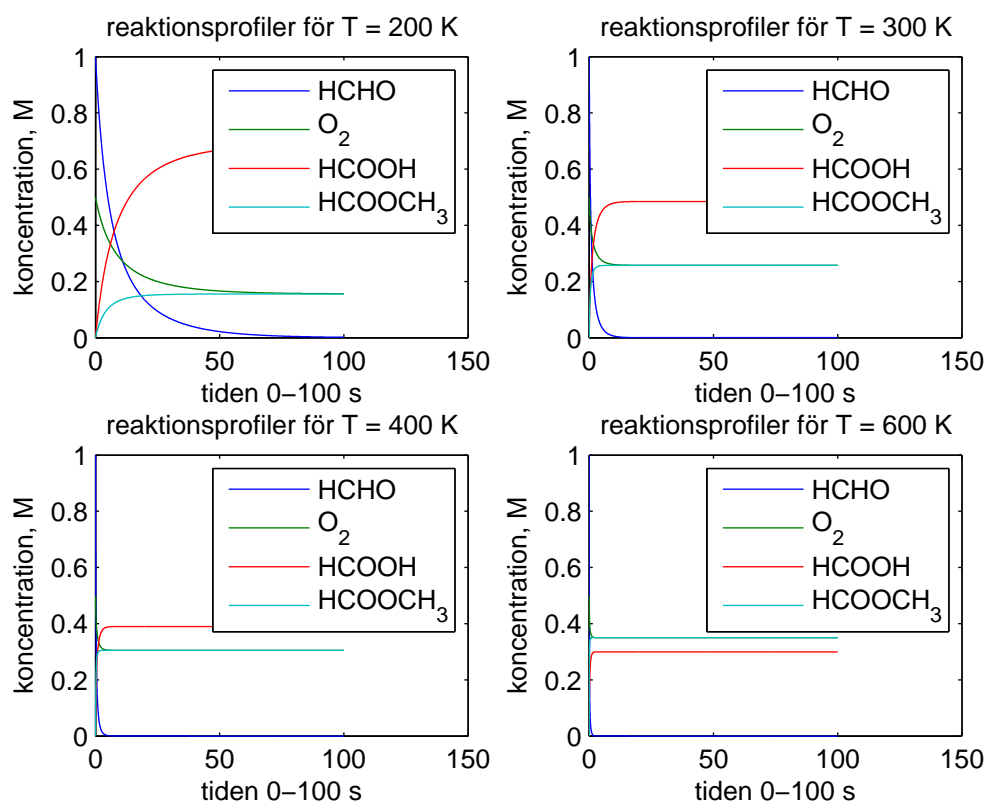 reaktionsprofiler för T = 200 K
koncentration, M
1
0.8
0.6
0.4
0.2
0
0 50 100 150
tiden 0–100 s
HCHO
O2
HCOOH
HCOOCH3
reaktionsprofiler för T = 300 K
koncentration, M
1
0.8
0.6
0.4
0.2
0
0 50 100 150
tiden 0–100 s
HCHO
O2
HCOOH
HCOOCH3
reaktionsprofiler för T = 400 K
koncentration, M
1
0.8
0.6
0.4
0.2
0
0 50 100 150
tiden 0–100 s
HCHO
O2
HCOOH
HCOOCH3
reaktionsprofiler för T = 600 K
koncentration, M
1
0.8
0.6
0.4
0.2
0
0 50 100 150
tiden 0–100 s
HCHO
O2
HCOOH
HCOOCH3